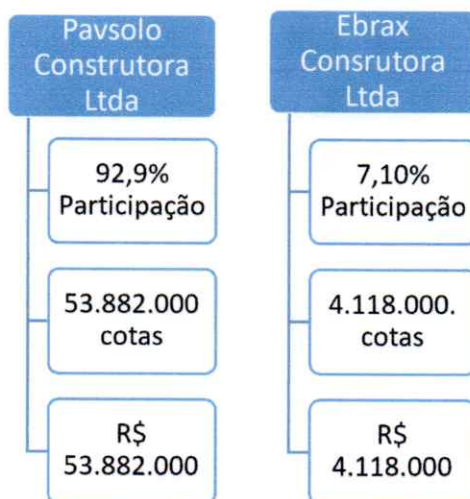 Pavsolo
Construtora
Ltda
92,9%
Participação
53.882.000
cotas
R$
53.882.000
Ebrax
Consrutora
Ltda
7,10%
Participação
4.118.000.
cotas
R$
4.118.000